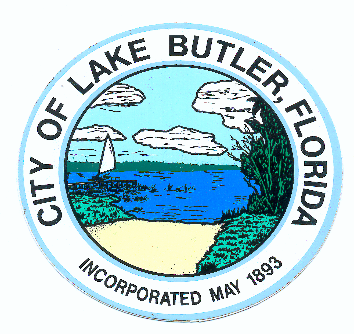 CITY OF LAKE BUTLER, FLORIDA
INCORPORATED MAY 1893